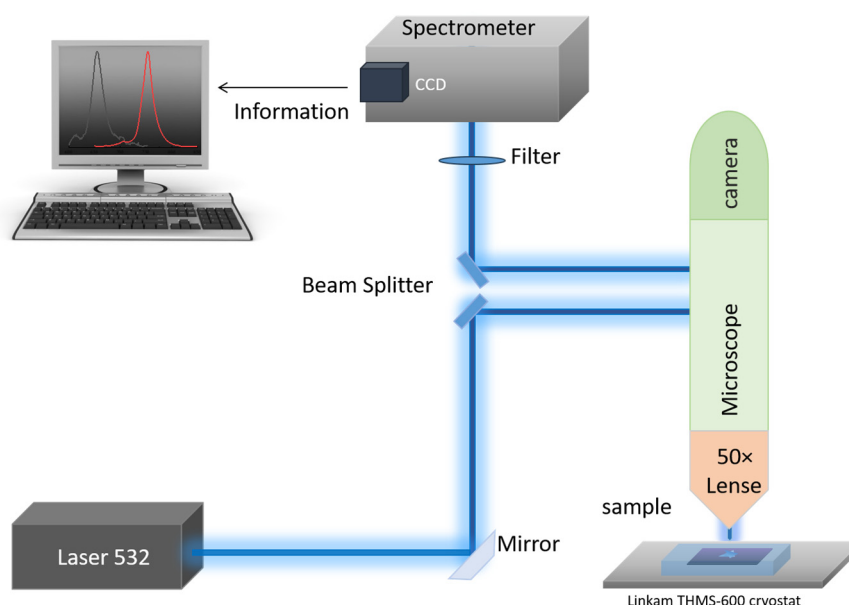 Spectrometer
CCD
Information
Filter
camera
Beam Splitter
Microscope
50×
Lense
sample
Laser 532
Mirror
Linkam THMS-600 cryostat